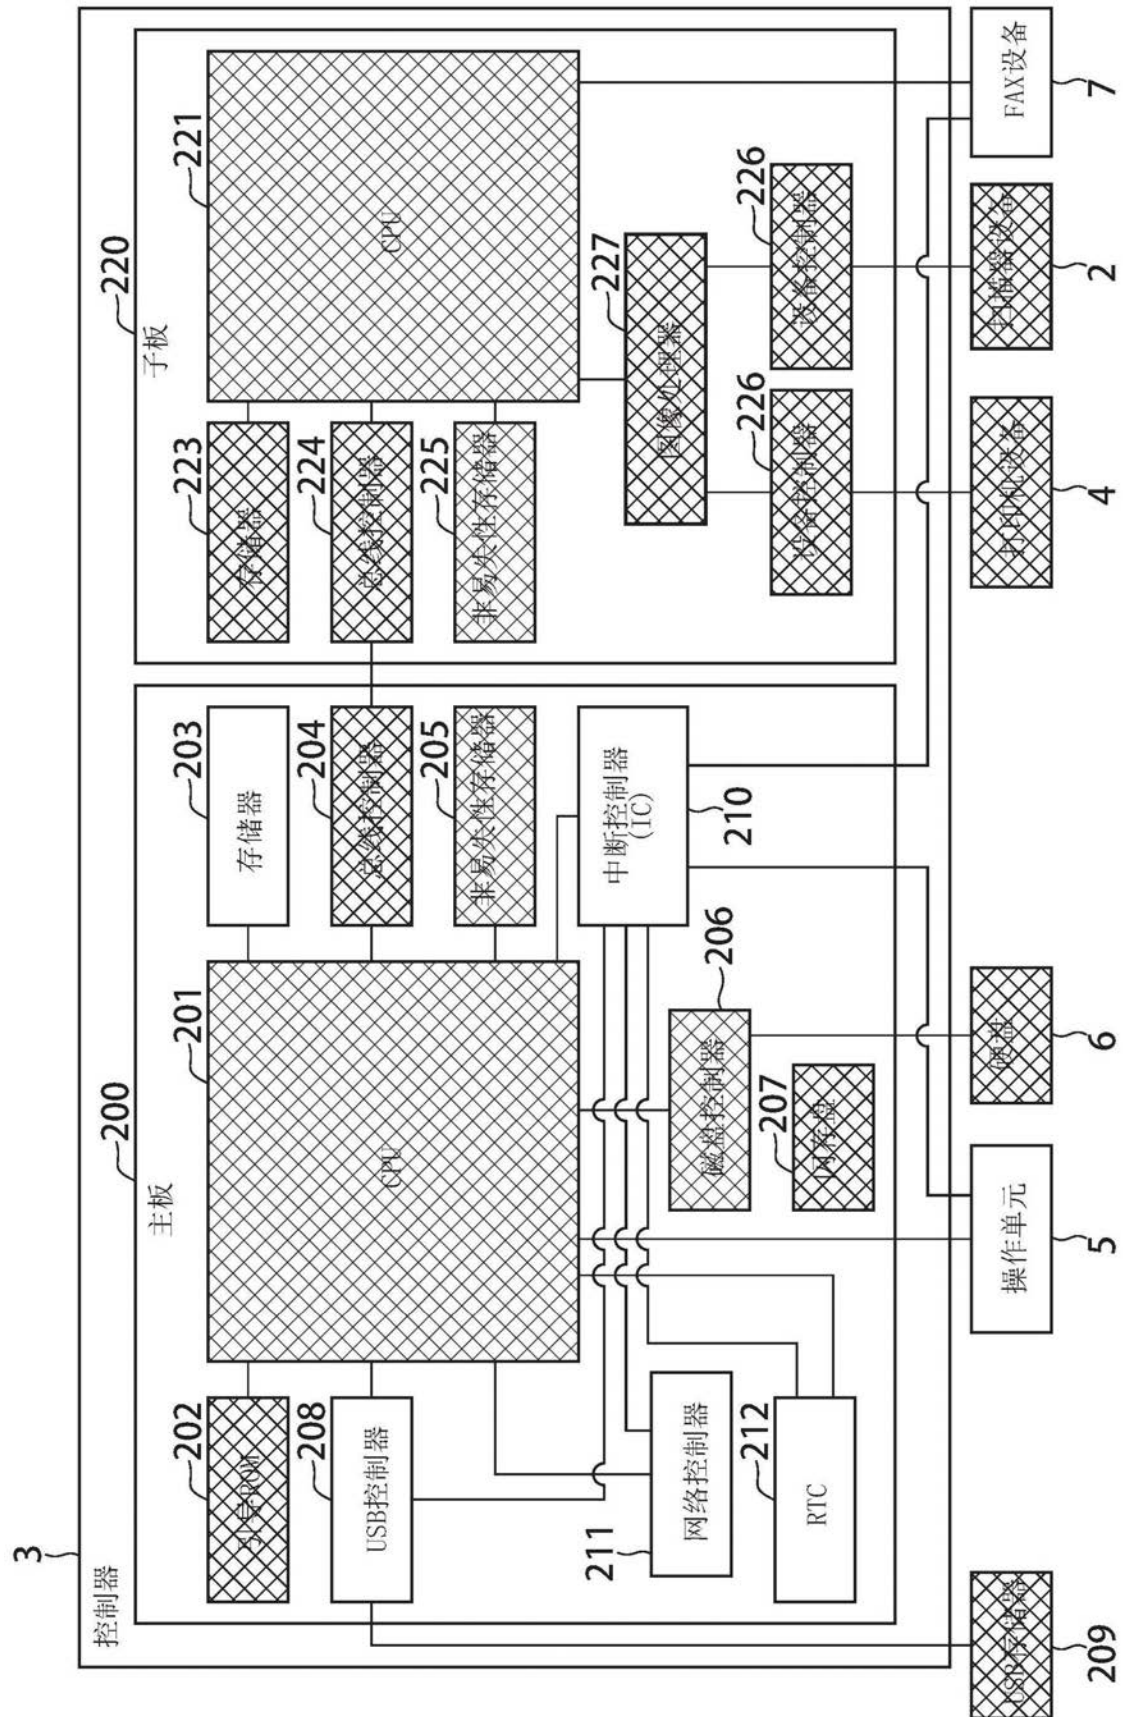 3
控制器
200
主板
202
引导ROM
201
CPU
203
存储器
208
USB控制器
204
总线控制器
205
非易失性存储器
210
中断控制器
(IC)
211
网络控制器
206
磁盘控制器
212
RTC
207
闪存盘
220
子板
223
存储器
221
CPU
224
总线控制器
225
非易失性存储器
227
图像处理器
226
设备控制器
226
设备控制器
USB存储器
209
操作单元
5
硬盘
6
打印机设备
4
扫描器设备
2
FAX设备
7